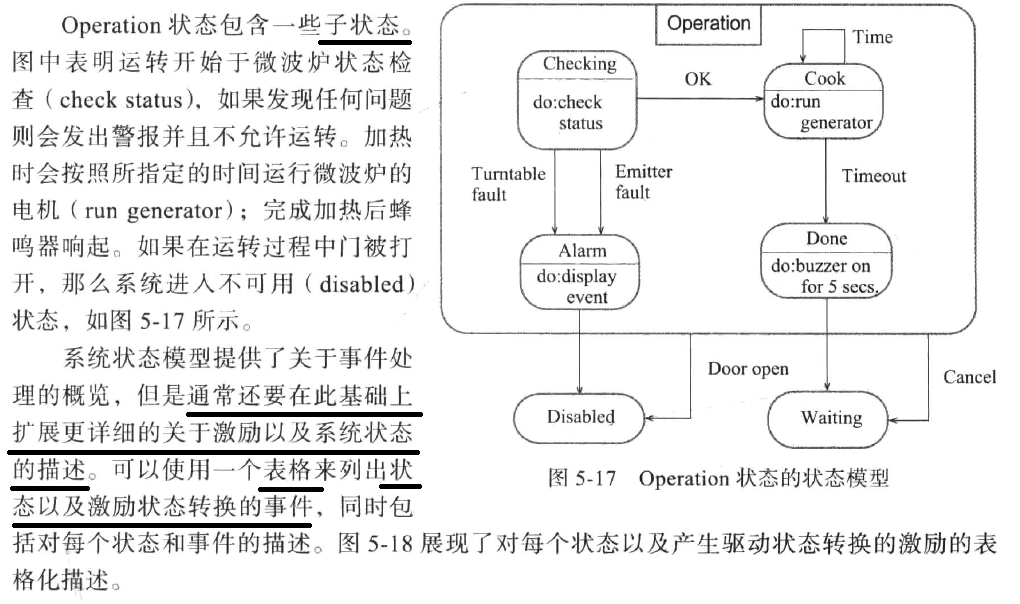 Operation 状态包含一些子状态。
图中表明运转开始于微波炉状态检
查（check status），如果发现任何问题
则会发出警报并且不允许运转。加热
时会按照所指定的时间运行微波炉的
电机（run generator）；完成加热后蜂
鸣器响起。如果在运转过程中门被打
开，那么系统进入不可用（disabled）
状态，如图 5-17 所示。
系统状态模型提供了关于事件处
理的概览，但是通常还要在此基础上
扩展更详细的关于激励以及系统状态
的描述。可以使用一个表格来列出状
态以及激励状态转换的事件，同时包
括对每个状态和事件的描述。图 5-18 展现了对每个状态以及产生驱动状态转换的激励的表
格化描述。
Operation
Time
Checking
do:check
status
OK
Cook
do:run
generator
Turntable
fault
Emitter
fault
Timeout
Alarm
do:display
event
Done
do:buzzer on
for 5 secs.
Door open
Cancel
Disabled
Waiting
图 5-17 Operation 状态的状态模型